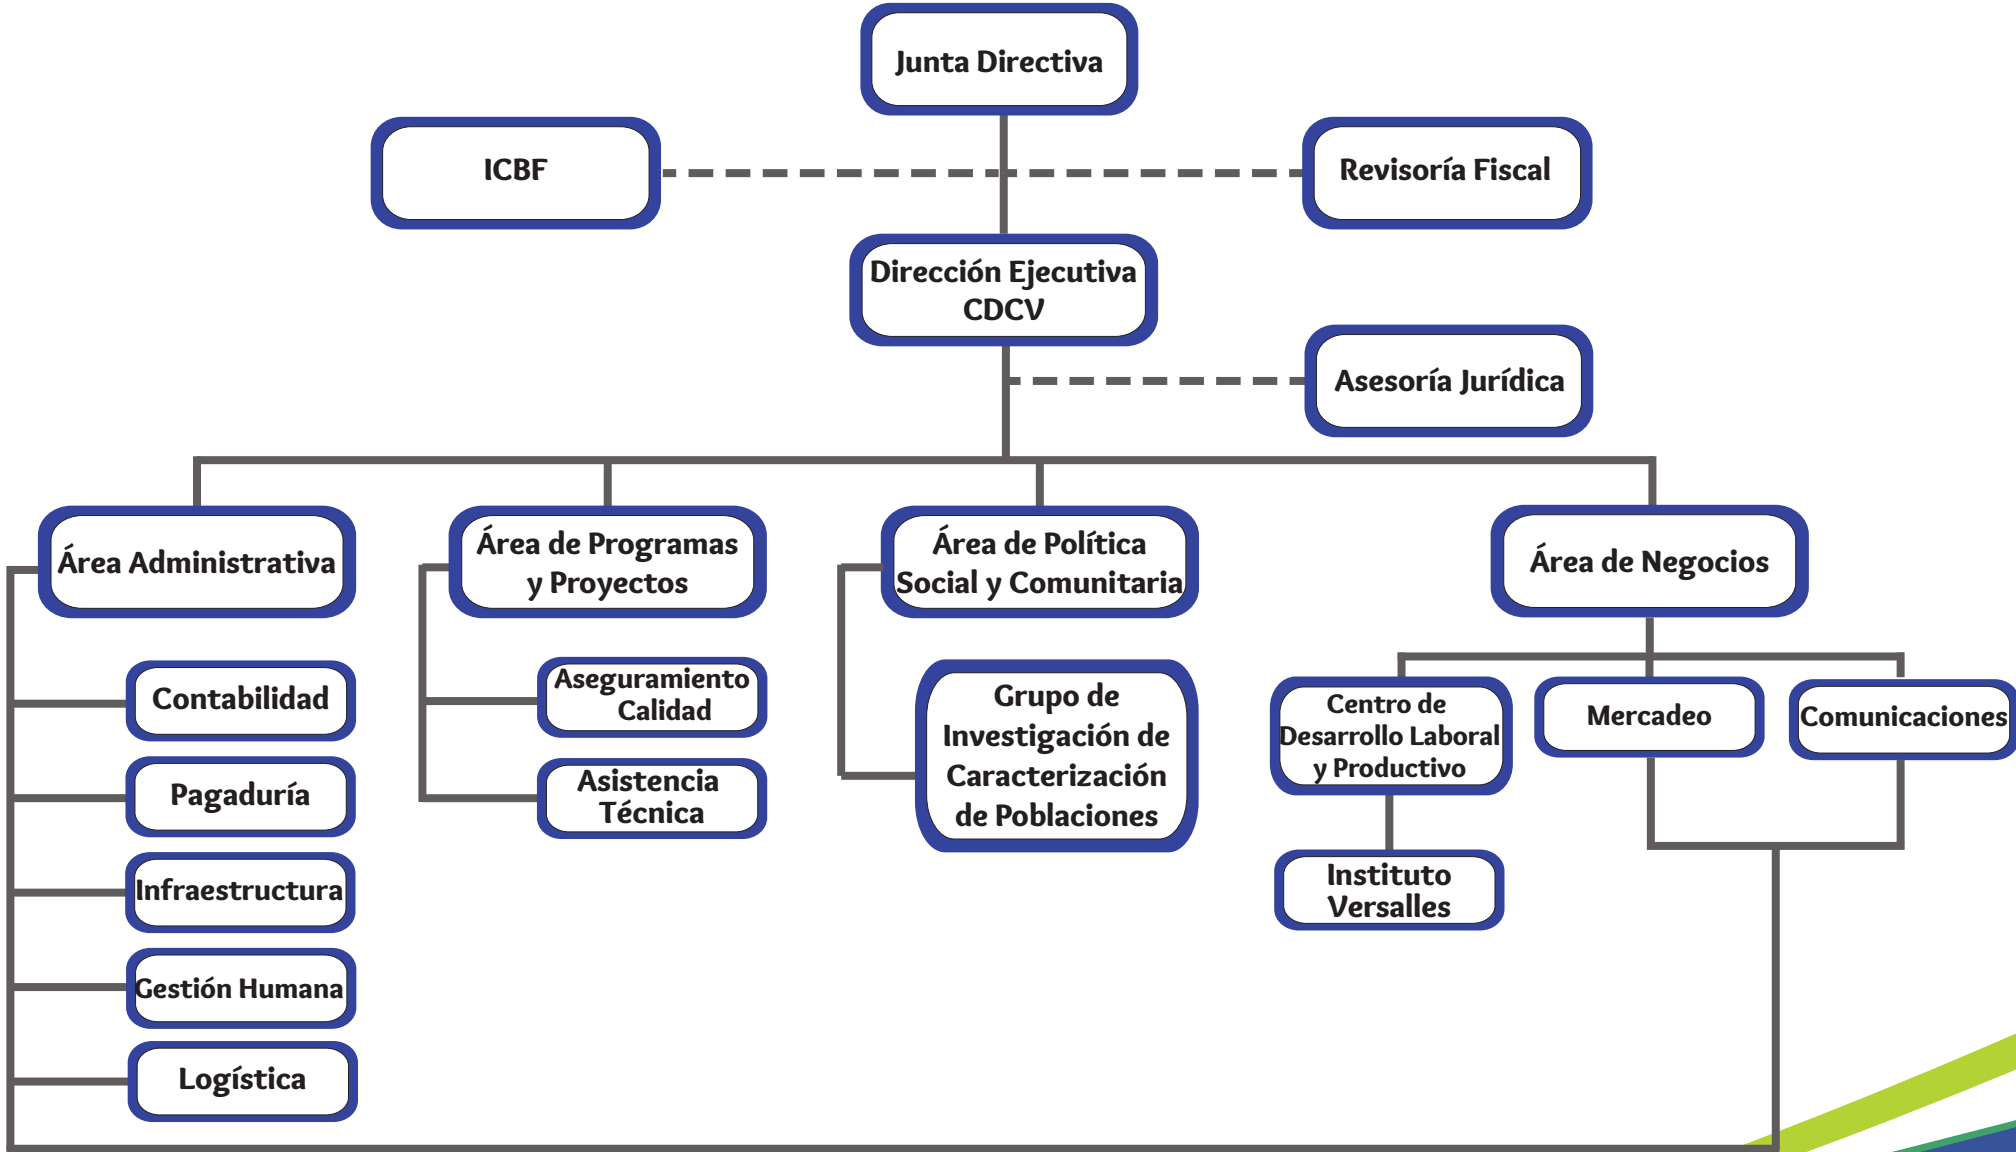 Junta Directiva
ICBF
Revisoría Fiscal
Dirección Ejecutiva
CDCV
Asesoría Jurídica
Área Administrativa
Área de Programas
y Proyectos
Área de Política
Social y Comunitaria
Área de Negocios
Contabilidad
Pagaduría
Infraestructura
Gestión Humana
Logística
Aseguramiento
Calidad
Asistencia
Técnica
Grupo de
Investigación de
Caracterización
de Poblaciones
Centro de
Desarrollo Laboral
y Productivo
Instituto
Versalles
Mercadeo
Comunicaciones